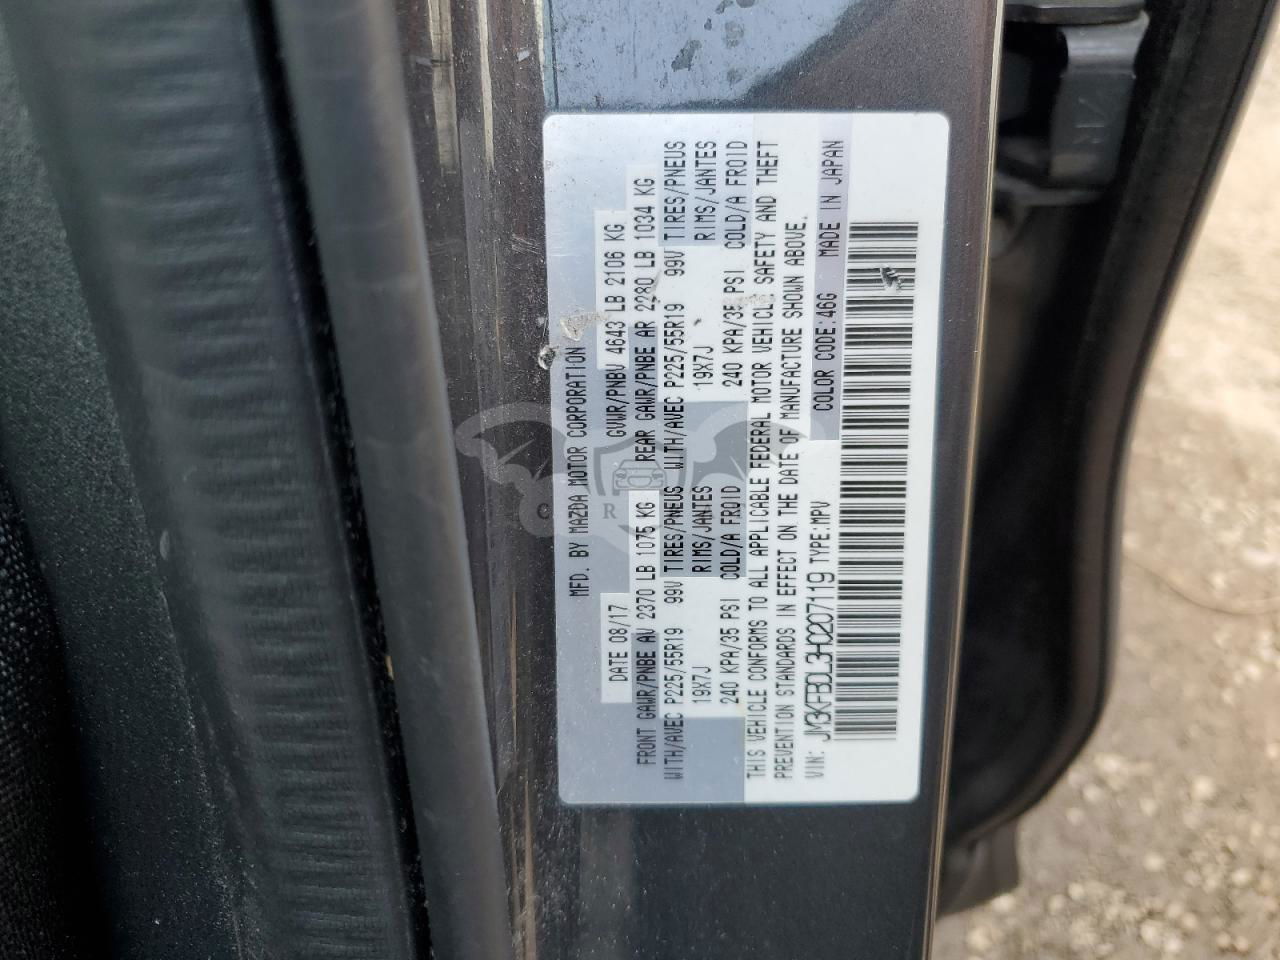 MFD. BY MAZDA MOTOR CORPORATION
DATE 08/17 GVWR/PNBV 4643 LB 2106 KG
FRONT GAWR/PNBE AV 2370 LB 1075 KG REAR GAWR/PNBE AR 2280 LB 1034 KG
WITH/AVEC P225/55R19 99V TIRES/PNEUS WITH/AVEC P225/55R19 99V TIRES/PNEUS
19X7J RIMS/JANTES 19X7J RIMS/JANTES
240 KPA/35 PSI COLD/A FROID 240 KPA/35 PSI COLD/A FROID
THIS VEHICLE CONFORMS TO ALL APPLICABLE FEDERAL MOTOR VEHICLE SAFETY AND THEFT
PREVENTION STANDARDS IN EFFECT ON THE DATE OF MANUFACTURE SHOWN ABOVE.
VIN: JM3KFBDL3H0207119 TYPE:MPV COLOR CODE:46G MADE IN JAPAN